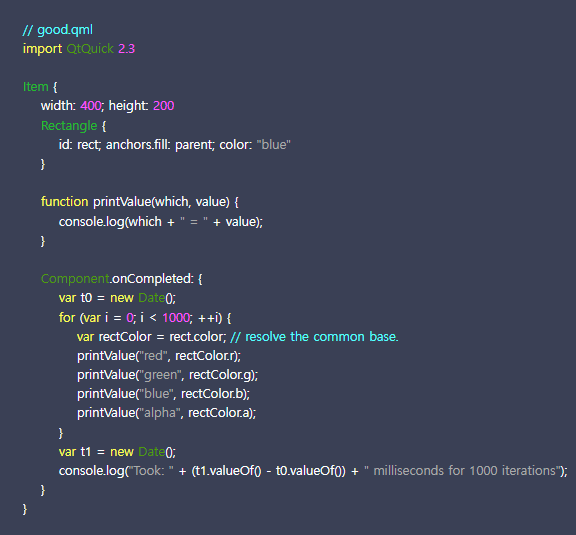 // good.qml
import QtQuick 2.3

Item {
    width: 400; height: 200
    Rectangle {
        id: rect; anchors.fill: parent; color: "blue"
    }

    function printValue(which, value) {
        console.log(which + " = " + value);
    }

    Component.onCompleted: {
        var t0 = new Date();
        for (var i = 0; i < 1000; ++i) {
            var rectColor = rect.color; // resolve the common base.
            printValue("red", rectColor.r);
            printValue("green", rectColor.g);
            printValue("blue", rectColor.b);
            printValue("alpha", rectColor.a);
        }
        var t1 = new Date();
        console.log("Took: " + (t1.valueOf() - t0.valueOf()) + " milliseconds for 1000 iterations");
    }
}